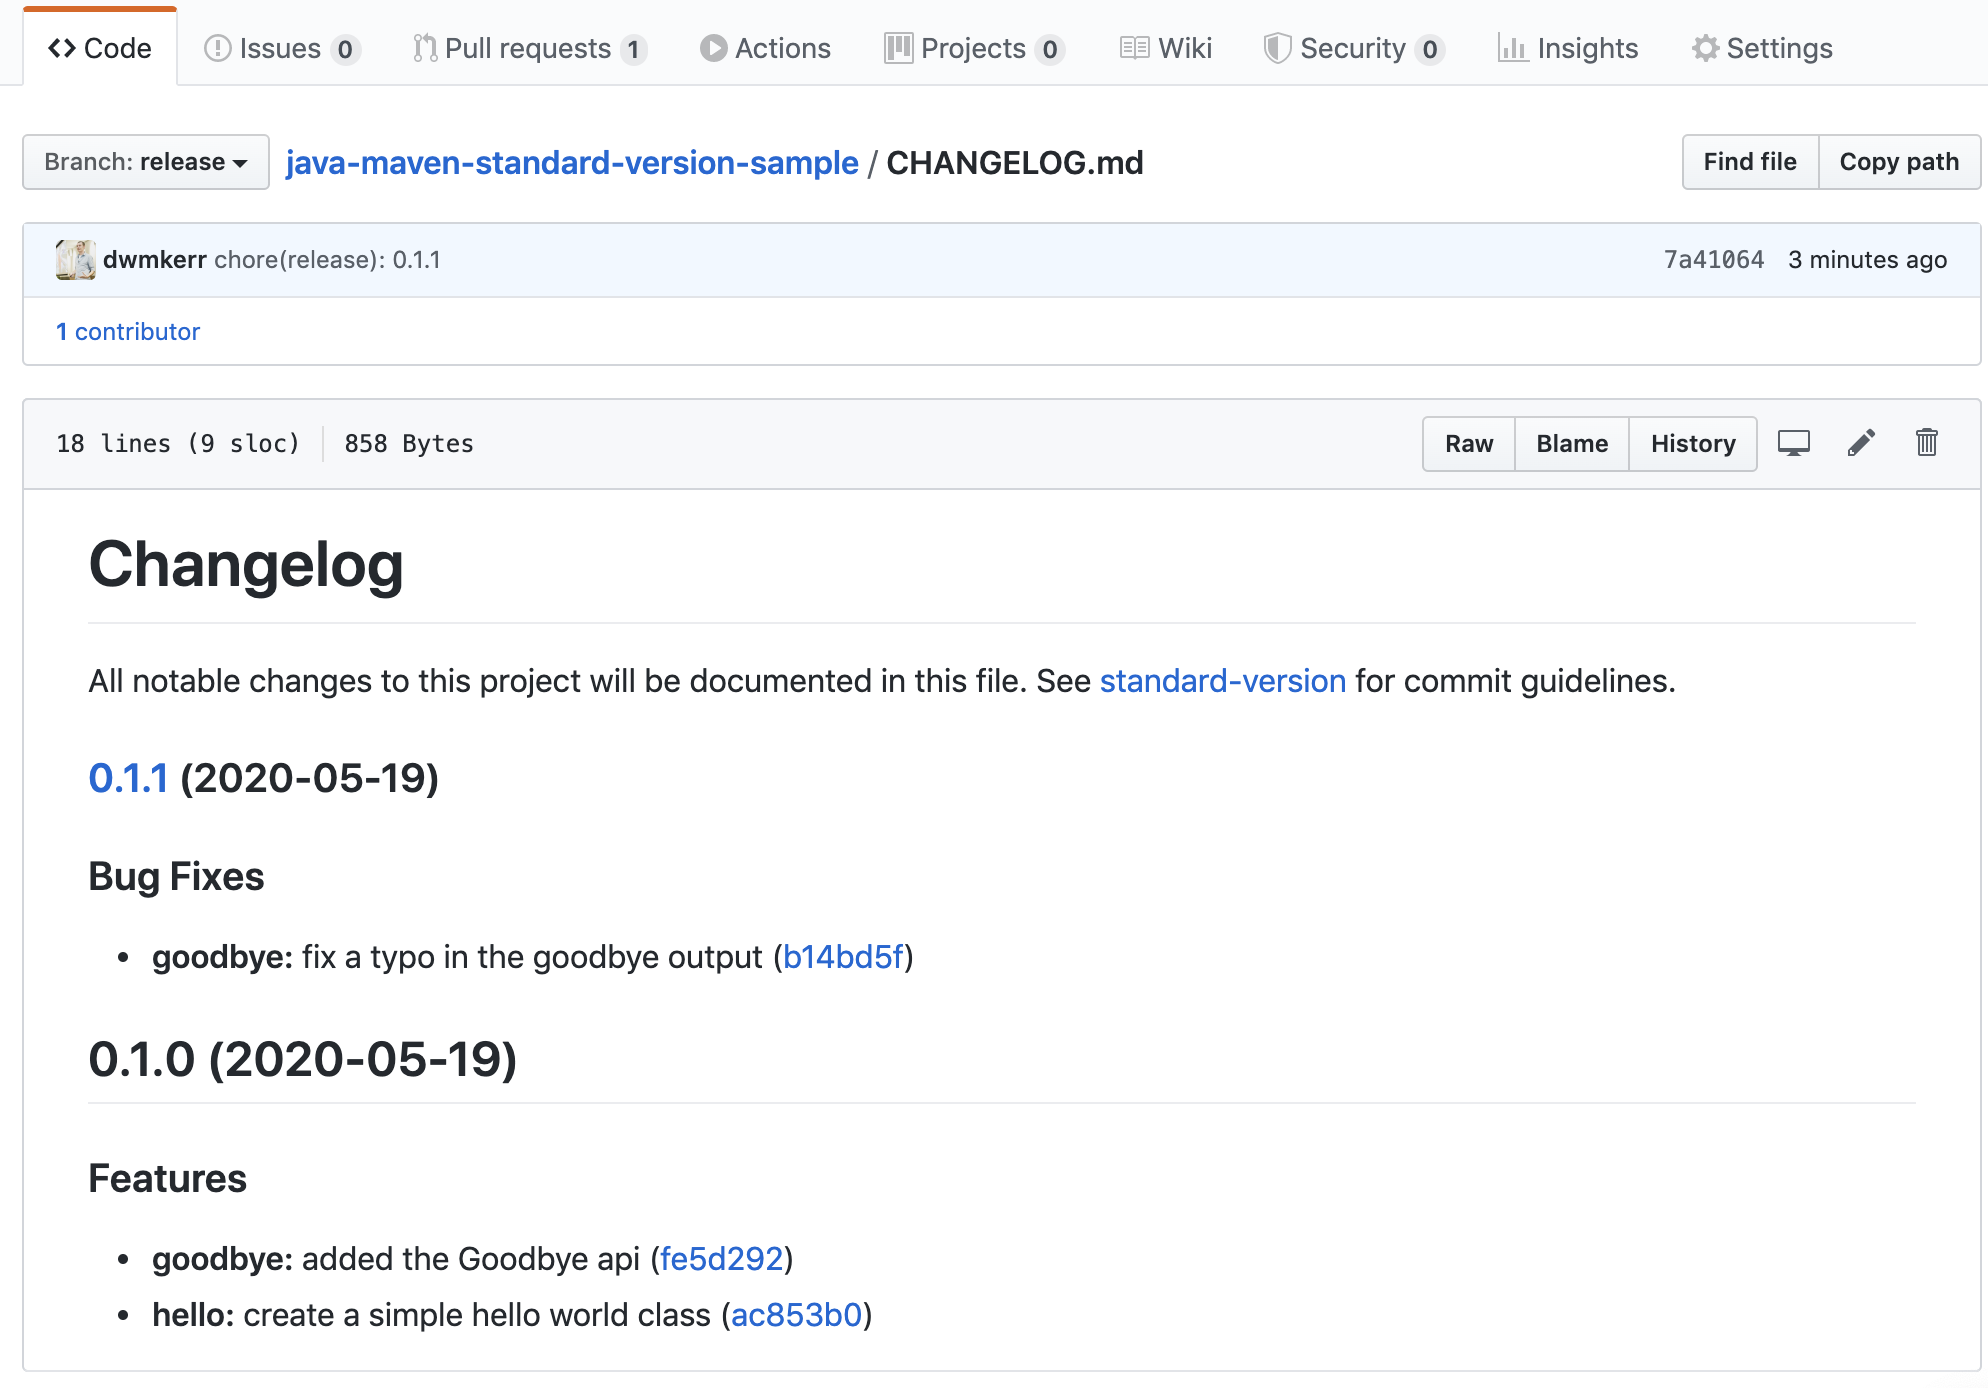 Code Issues 0 Pull requests 1 Actions Projects 0 Wiki Security 0 Insights Settings
Branch: release java-maven-standard-version-sample / CHANGELOG.md Find file Copy path
dwmkerr chore(release): 0.1.1 7a41064 3 minutes ago
1 contributor
18 lines (9 sloc) 858 Bytes Raw Blame History
Changelog
All notable changes to this project will be documented in this file. See standard-version for commit guidelines.
0.1.1 (2020-05-19)
Bug Fixes
• goodbye: fix a typo in the goodbye output (b14bd5f)
0.1.0 (2020-05-19)
Features
• goodbye: added the Goodbye api (fe5d292)
• hello: create a simple hello world class (ac853b0)